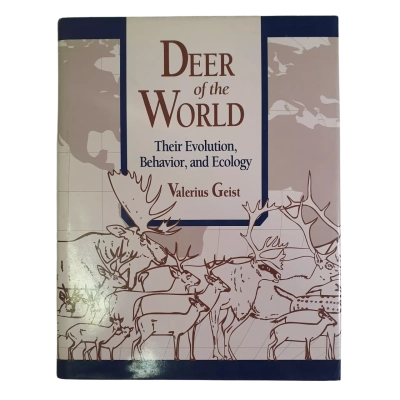 DEER
of the
WORLD
Their Evolution,
Behavior, and Ecology
Valerius Geist